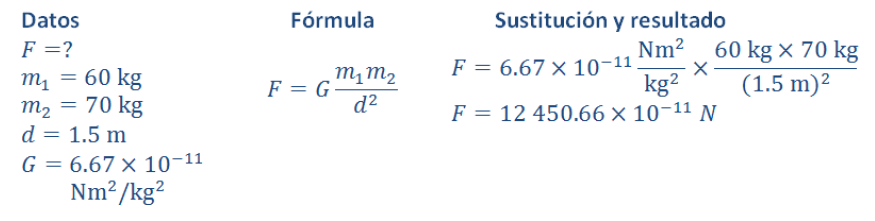 Datos
F =?
m₁ = 60 kg
m₂ = 70 kg
d = 1.5 m
G = 6.67 × 10⁻¹¹
Nm²/kg²
Fórmula
F = G m₁m₂ / d²
Sustitución y resultado
F = 6.67 × 10⁻¹¹ Nm²/kg² × 60 kg × 70 kg / (1.5 m)²
F = 12 450.66 × 10⁻¹¹ N